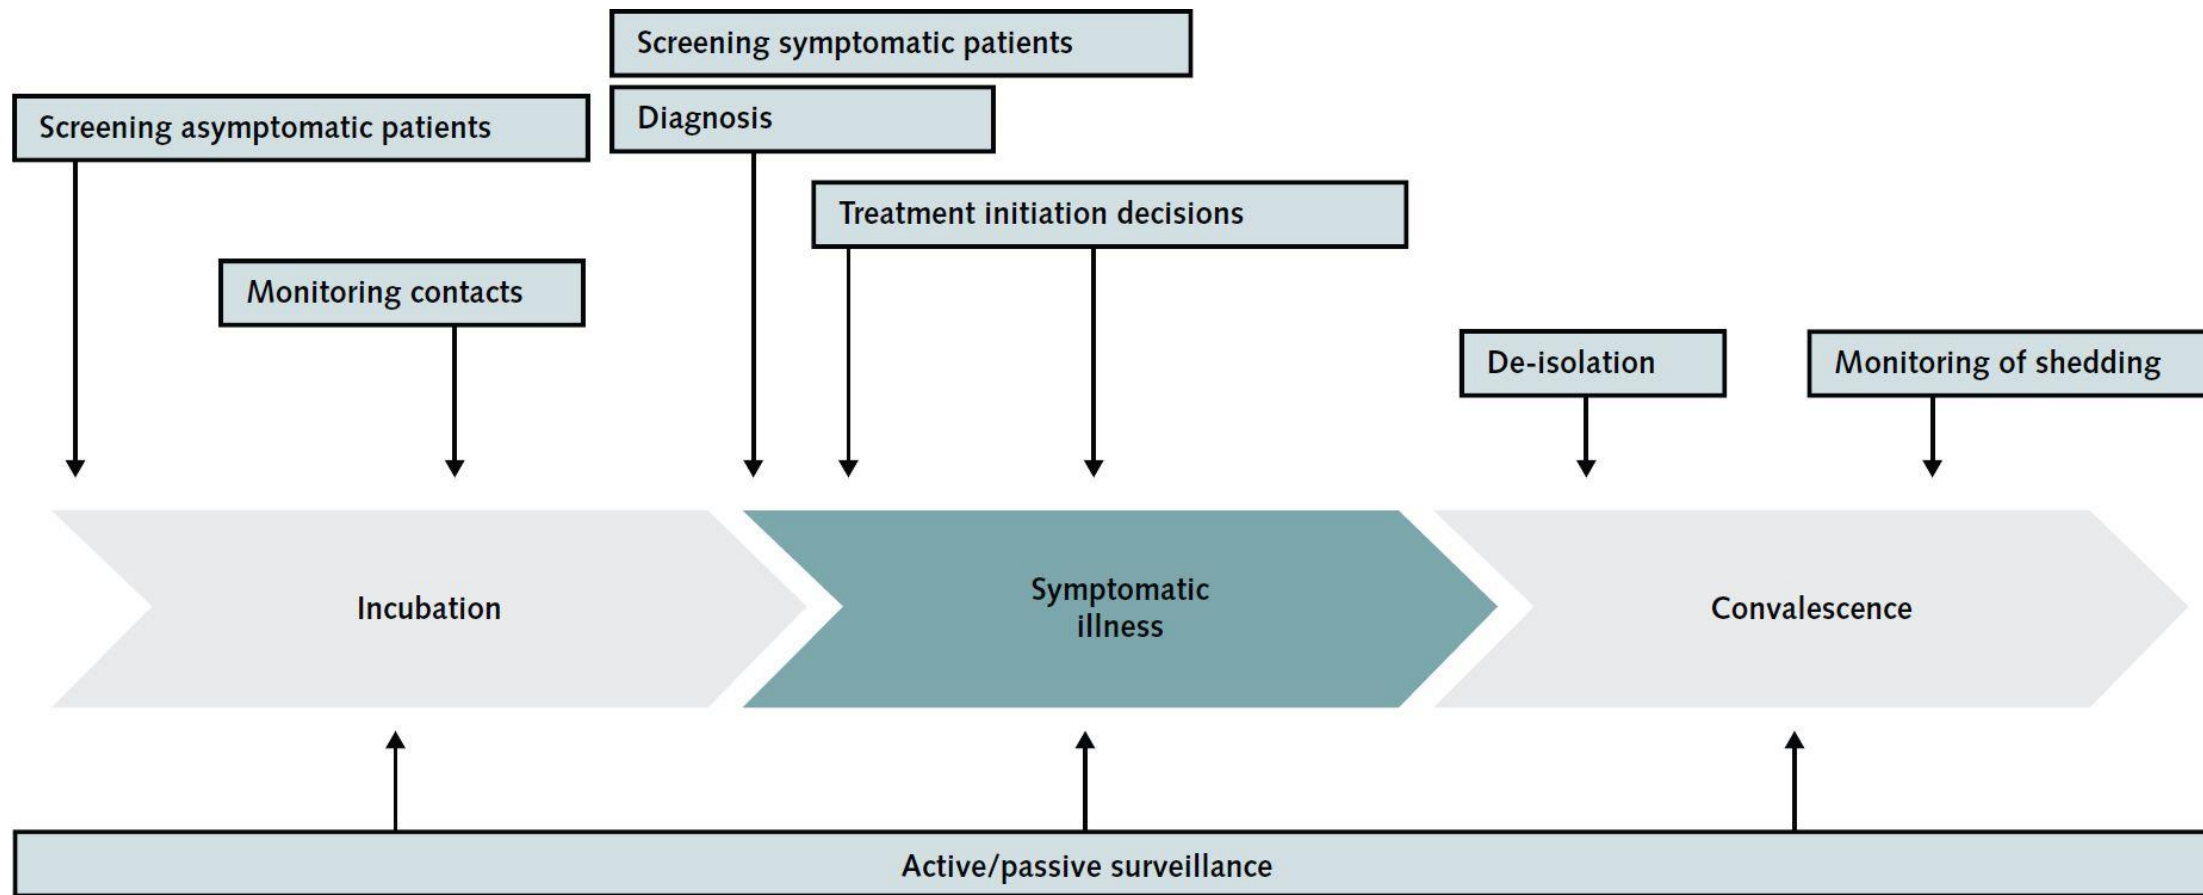 Screening symptomatic patients
Screening asymptomatic patients
Diagnosis
Treatment initiation decisions
Monitoring contacts
De-isolation
Monitoring of shedding
Incubation
Symptomatic
illness
Convalescence
Active/passive surveillance